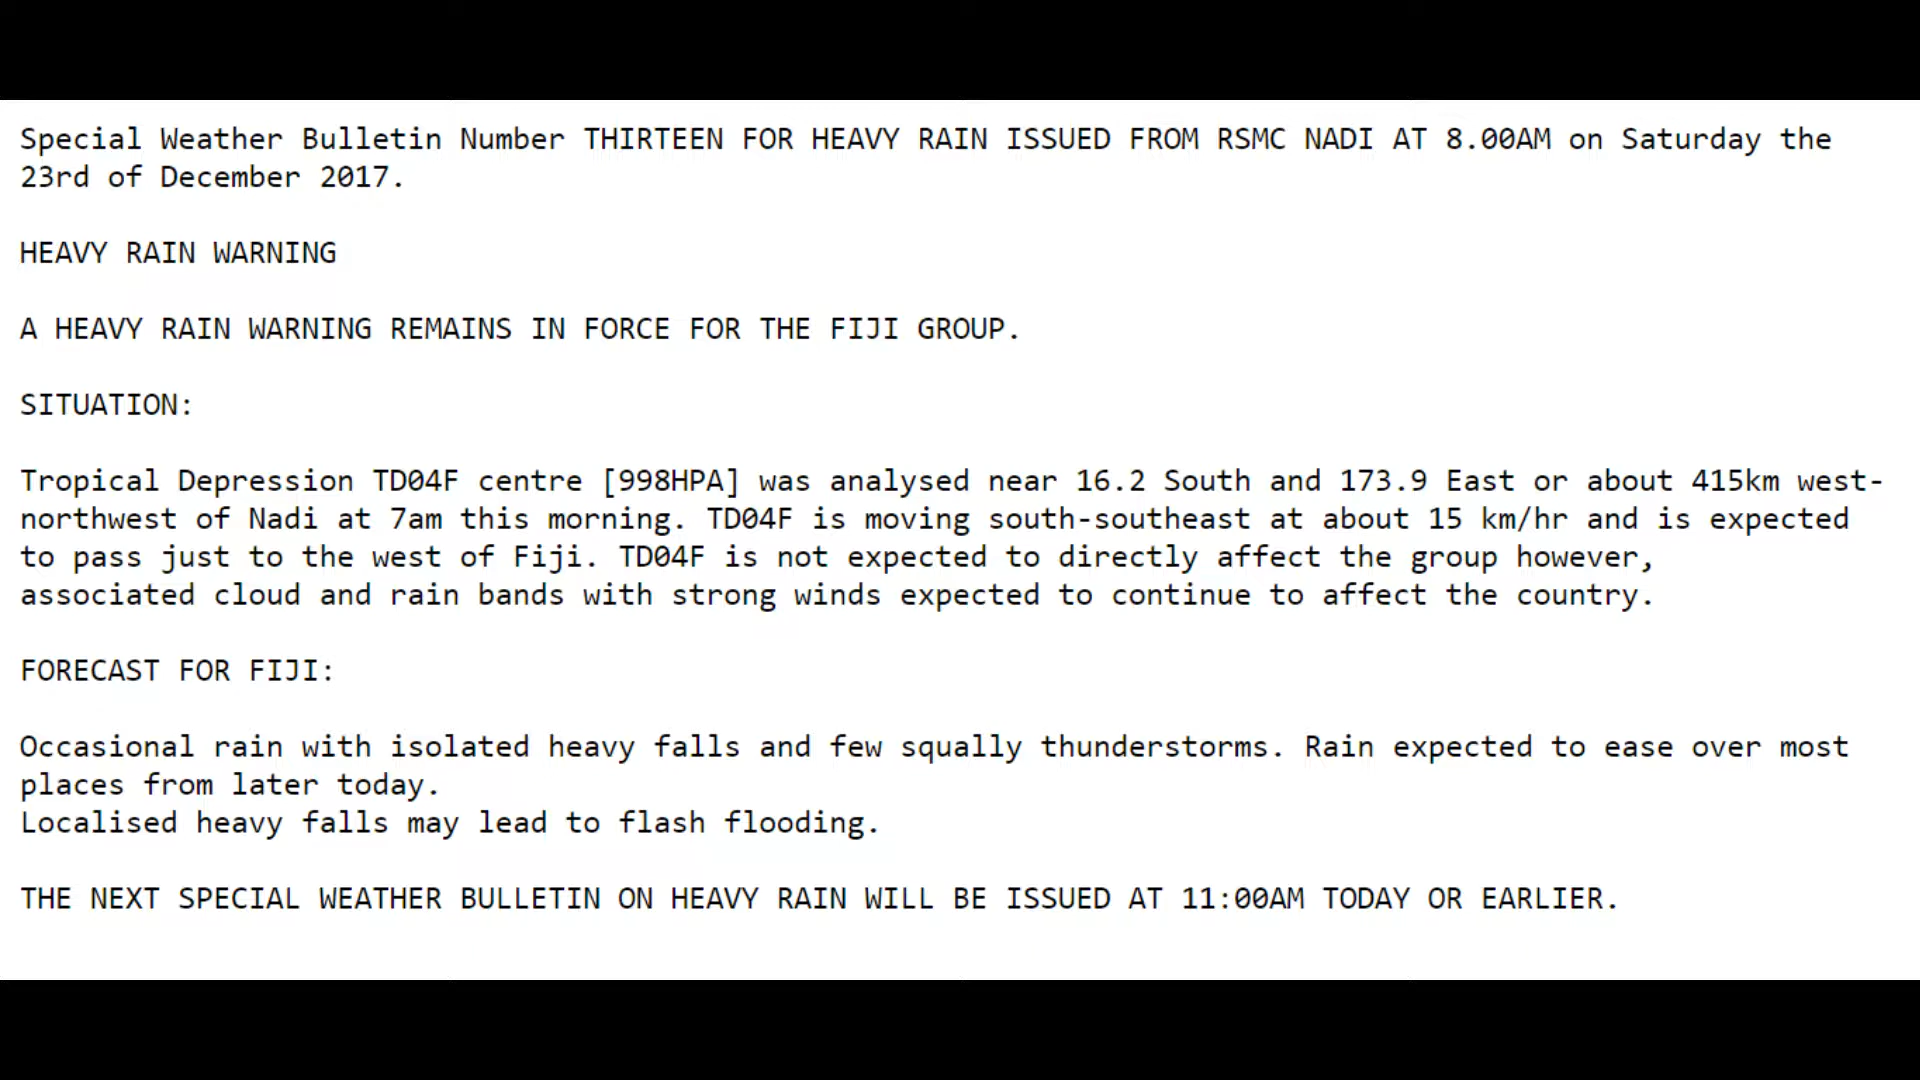 Special Weather Bulletin Number THIRTEEN FOR HEAVY RAIN ISSUED FROM RSMC NADI AT 8.00AM on Saturday the
23rd of December 2017.
HEAVY RAIN WARNING
A HEAVY RAIN WARNING REMAINS IN FORCE FOR THE FIJI GROUP.
SITUATION:
Tropical Depression TD04F centre [998HPA] was analysed near 16.2 South and 173.9 East or about 415km west-
northwest of Nadi at 7am this morning. TD04F is moving south-southeast at about 15 km/hr and is expected
to pass just to the west of Fiji. TD04F is not expected to directly affect the group however,
associated cloud and rain bands with strong winds expected to continue to affect the country.
FORECAST FOR FIJI:
Occasional rain with isolated heavy falls and few squally thunderstorms. Rain expected to ease over most
places from later today.
Localised heavy falls may lead to flash flooding.
THE NEXT SPECIAL WEATHER BULLETIN ON HEAVY RAIN WILL BE ISSUED AT 11:00AM TODAY OR EARLIER.